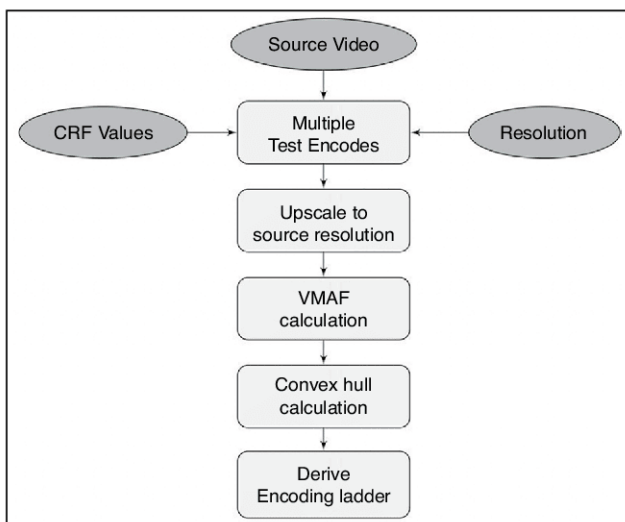 Source Video
CRF Values
Multiple
Test Encodes
Resolution
Upscale to
source resolution
VMAF
calculation
Convex hull
calculation
Derive
Encoding ladder